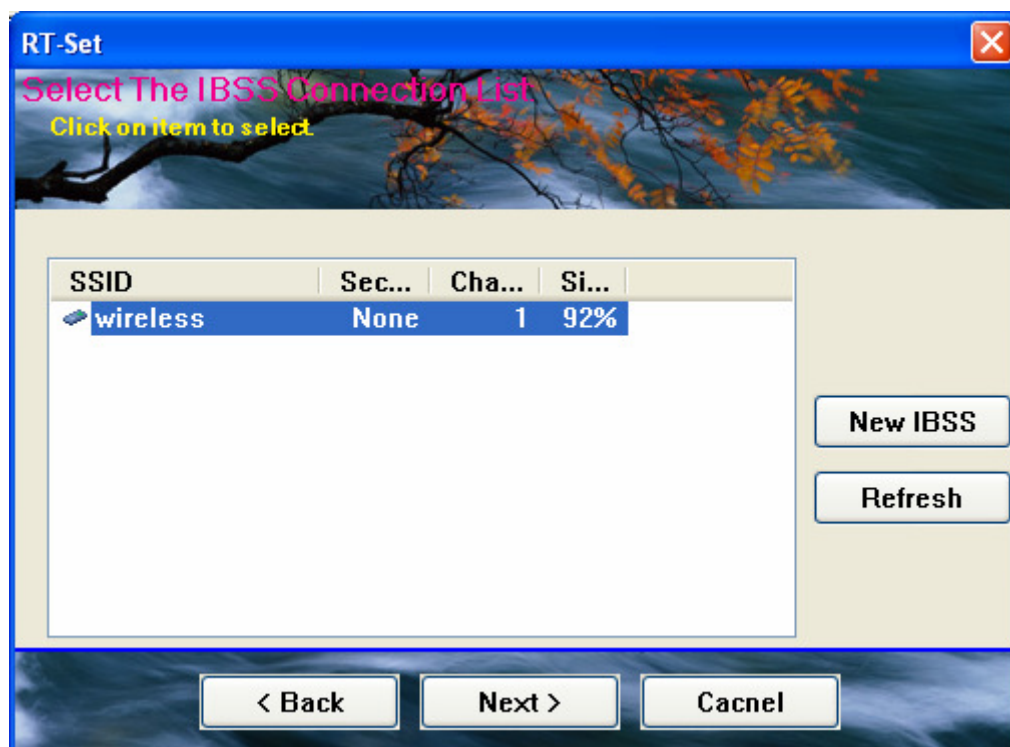 RT-Set
Select The IBSS Connection List
Click on item to select.
SSID Sec... Cha... Si...
wireless None 1 92%
New IBSS
Refresh
< Back Next > Cacnel